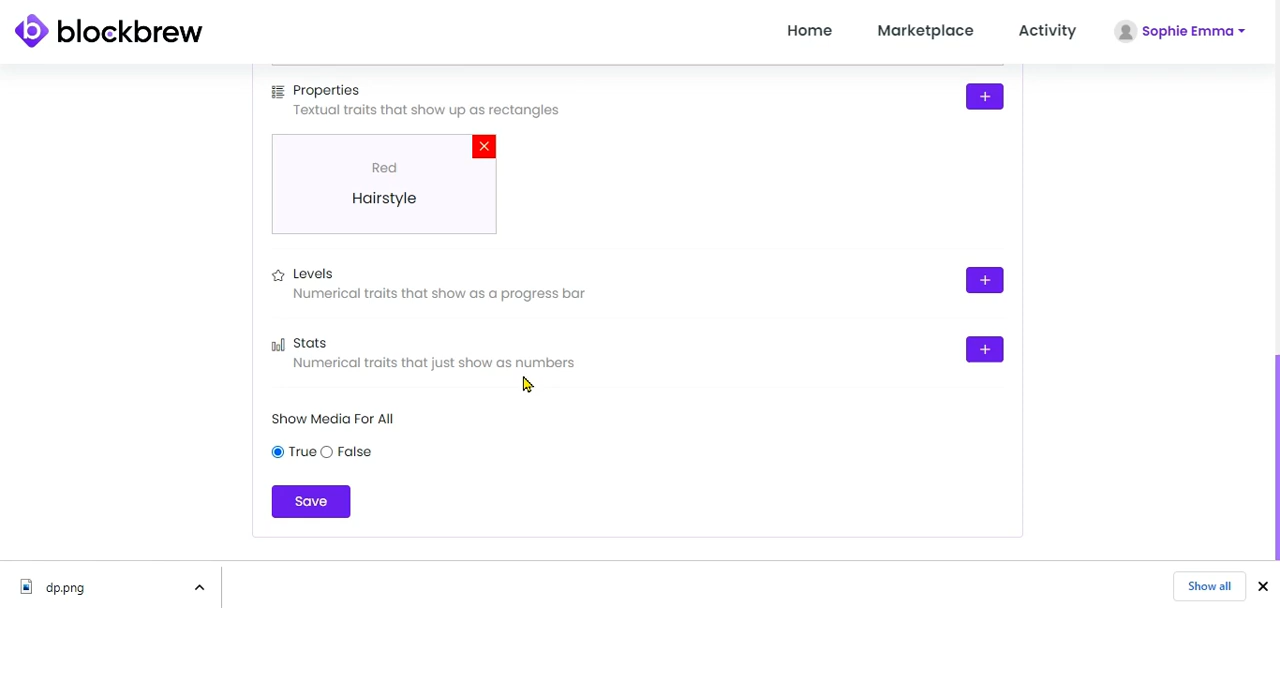 blockbrew
Home Marketplace Activity Sophie Emma
Properties
Textual traits that show up as rectangles
Red
Hairstyle
Levels
Numerical traits that show as a progress bar
Stats
Numerical traits that just show as numbers
Show Media For All
True False
Save
dp.png Show all